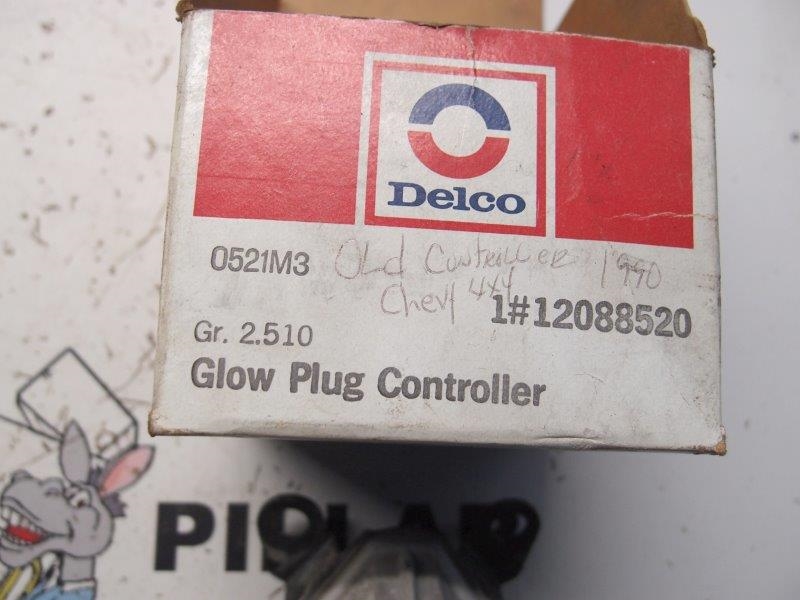 Delco
0521M3 Old Controller 1990
Chevy 4x4 1#12088520
Gr. 2.510
Glow Plug Controller